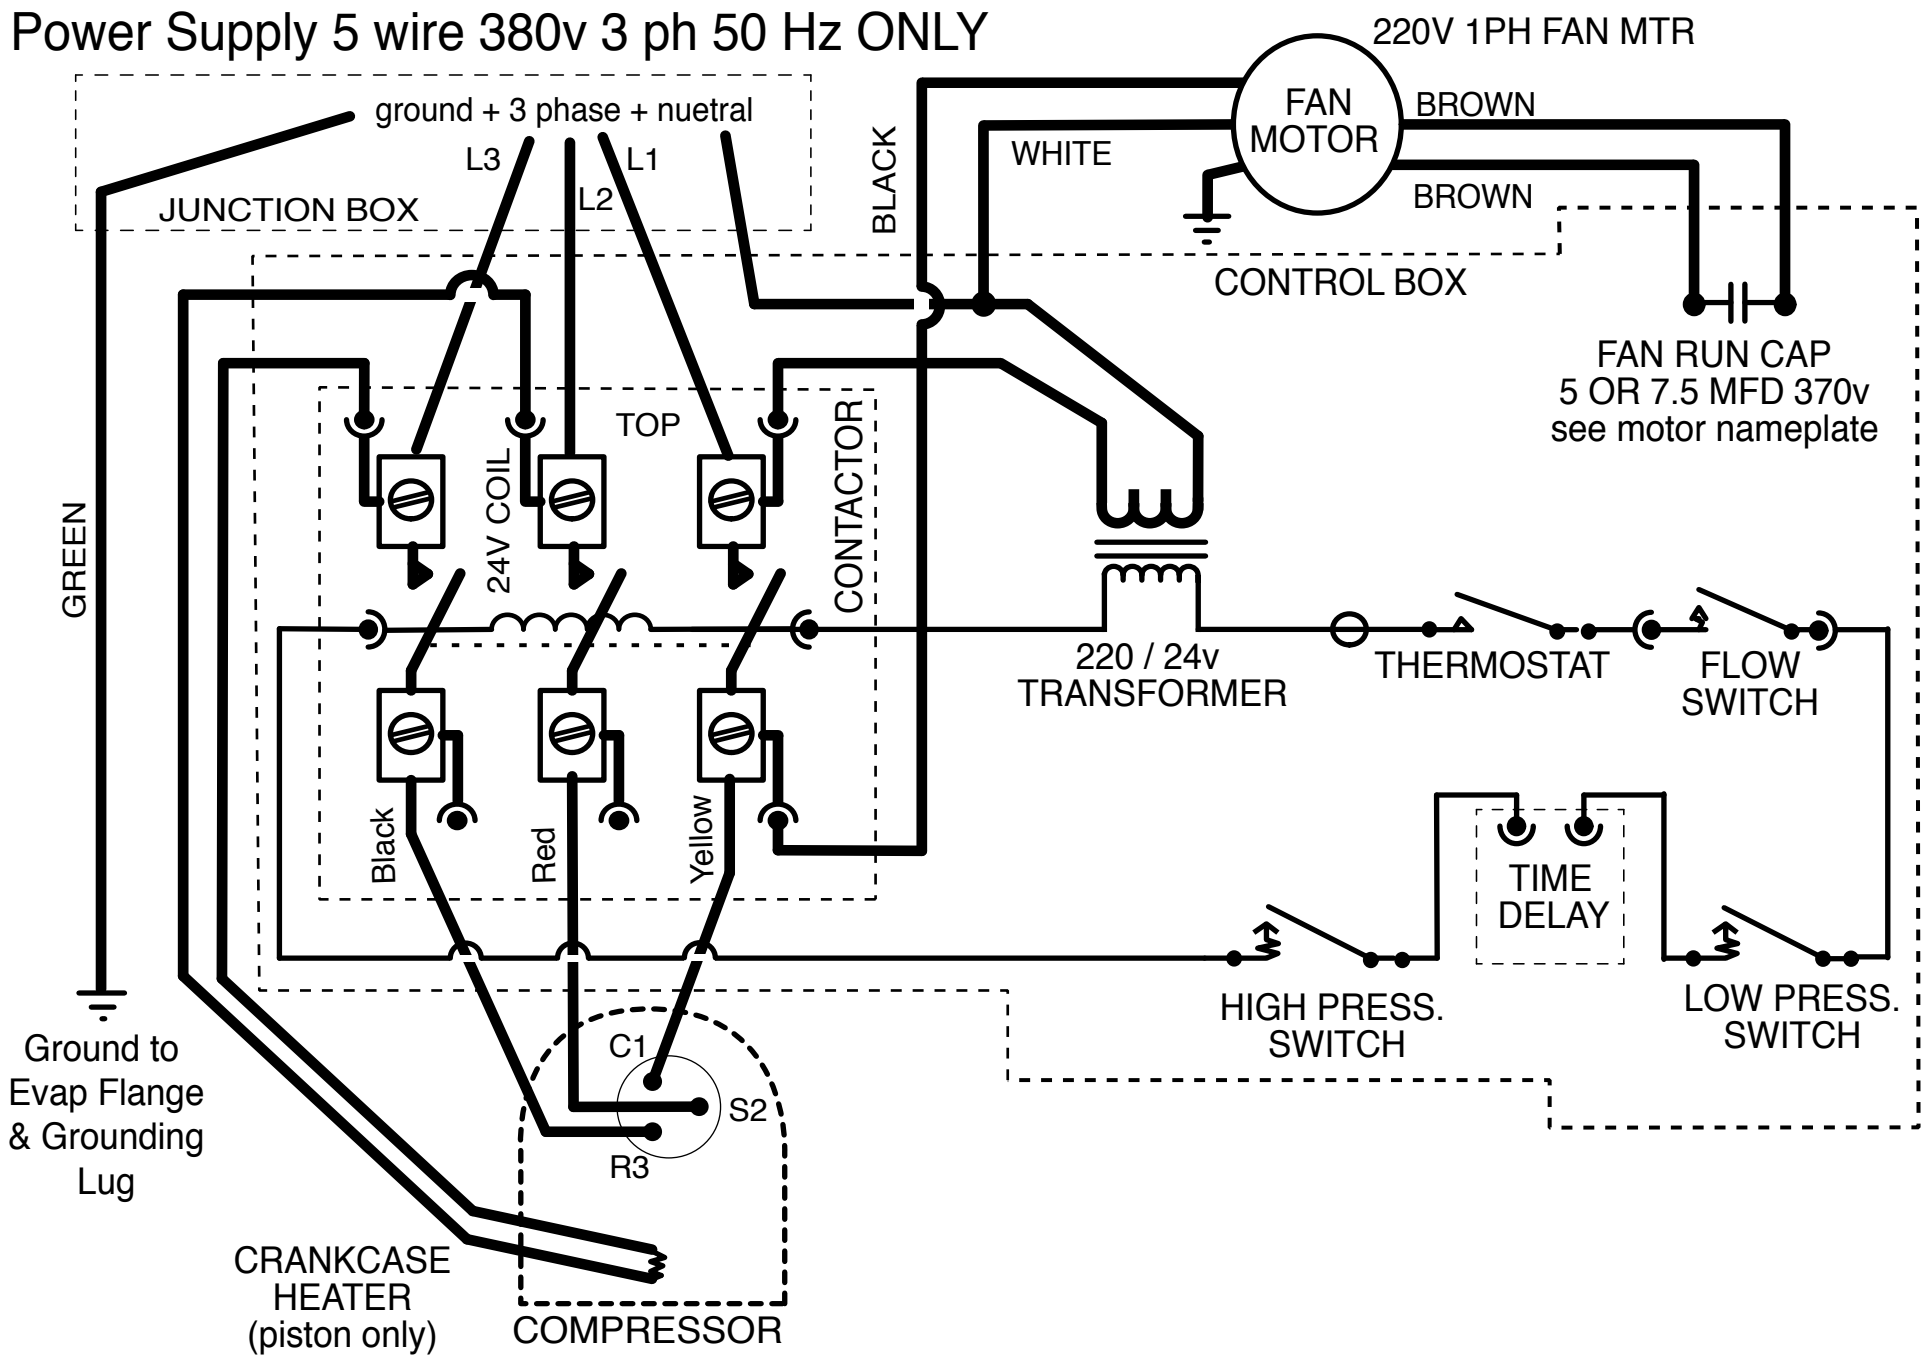 Power Supply 5 wire 380v 3 ph 50 Hz ONLY
220V 1PH FAN MTR
ground + 3 phase + nuetral
L3
L1
L2
JUNCTION BOX
BLACK
WHITE
FAN
MOTOR
BROWN
BROWN
CONTROL BOX
FAN RUN CAP
5 OR 7.5 MFD 370v
see motor nameplate
TOP
24V COIL
CONTACTOR
GREEN
220 / 24v
TRANSFORMER
THERMOSTAT
FLOW
SWITCH
Black
Red
Yellow
TIME
DELAY
HIGH PRESS.
SWITCH
LOW PRESS.
SWITCH
Ground to
Evap Flange
& Grounding
Lug
C1
S2
R3
CRANKCASE
HEATER
(piston only)
COMPRESSOR